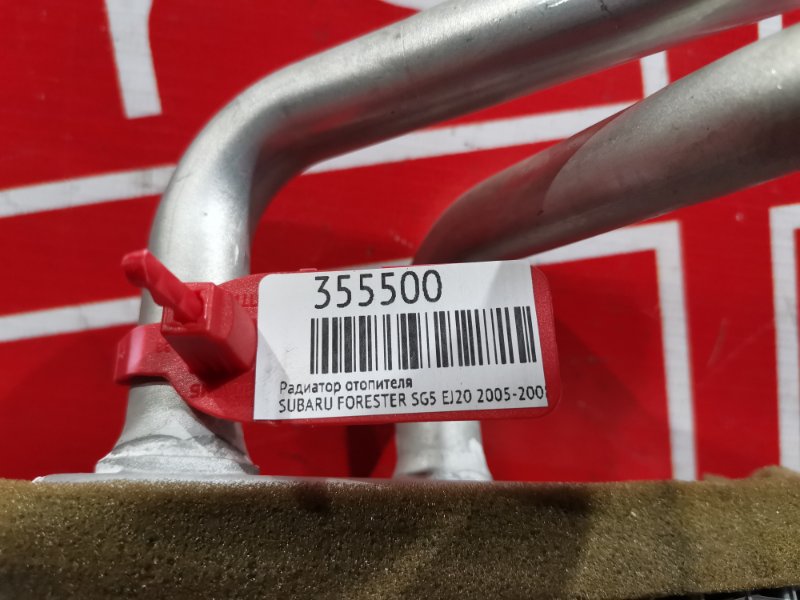 355500
Радиатор отопителя
SUBARU FORESTER SG5 EJ20 2005-200